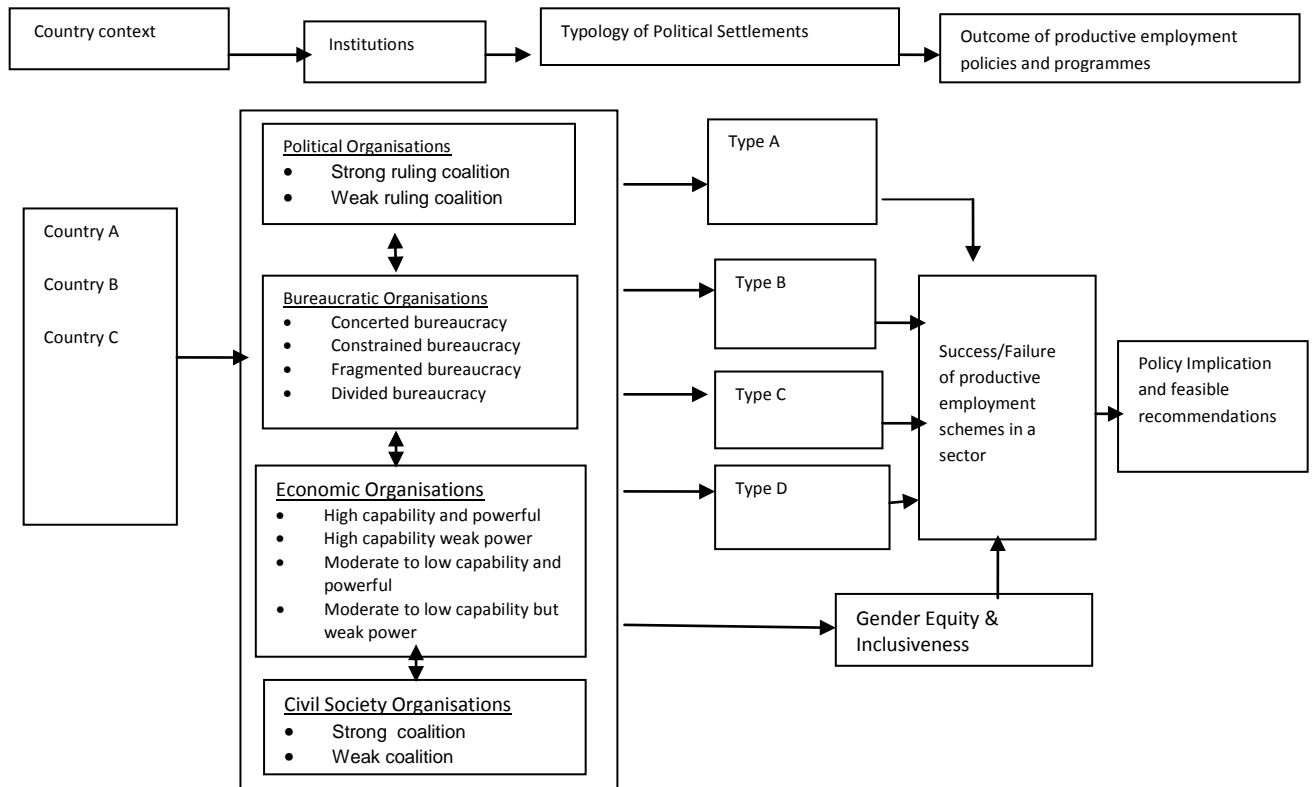 Country context
Institutions
Typology of Political Settlements
Outcome of productive employment
policies and programmes
Country A
Country B
Country C
Political Organisations
• Strong ruling coalition
• Weak ruling coalition
Bureaucratic Organisations
• Concerted bureaucracy
• Constrained bureaucracy
• Fragmented bureaucracy
• Divided bureaucracy
Economic Organisations
• High capability and powerful
• High capability weak power
• Moderate to low capability and
powerful
• Moderate to low capability but
weak power
Civil Society Organisations
• Strong coalition
• Weak coalition
Type A
Type B
Type C
Type D
Gender Equity &
Inclusiveness
Success/Failure
of productive
employment
schemes in a
sector
Policy Implication
and feasible
recommendations